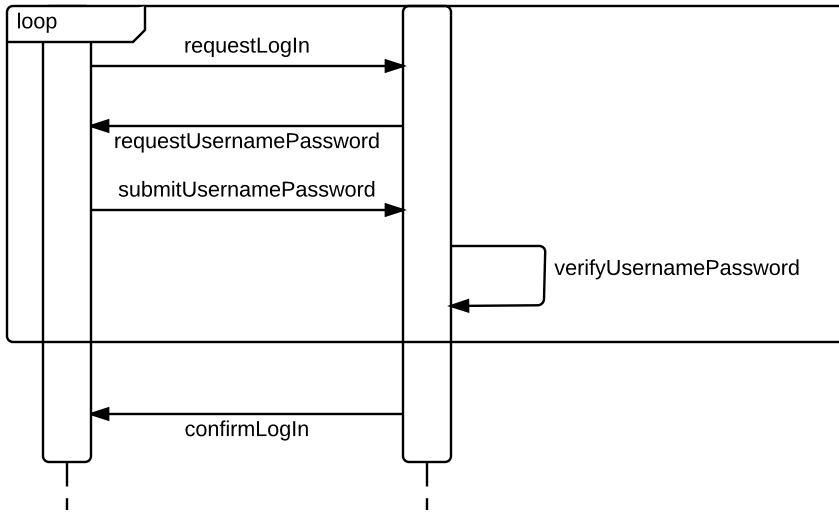 loop
requestLogIn
requestUsernamePassword
submitUsernamePassword
verifyUsernamePassword
confirmLogIn